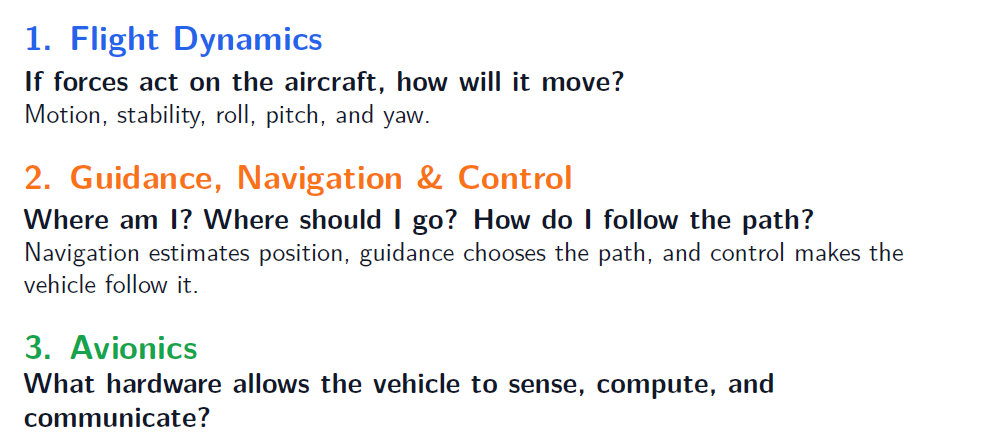 1. Flight Dynamics
If forces act on the aircraft, how will it move?
Motion, stability, roll, pitch, and yaw.
2. Guidance, Navigation & Control
Where am I? Where should I go? How do I follow the path?
Navigation estimates position, guidance chooses the path, and control makes the
vehicle follow it.
3. Avionics
What hardware allows the vehicle to sense, compute, and
communicate?